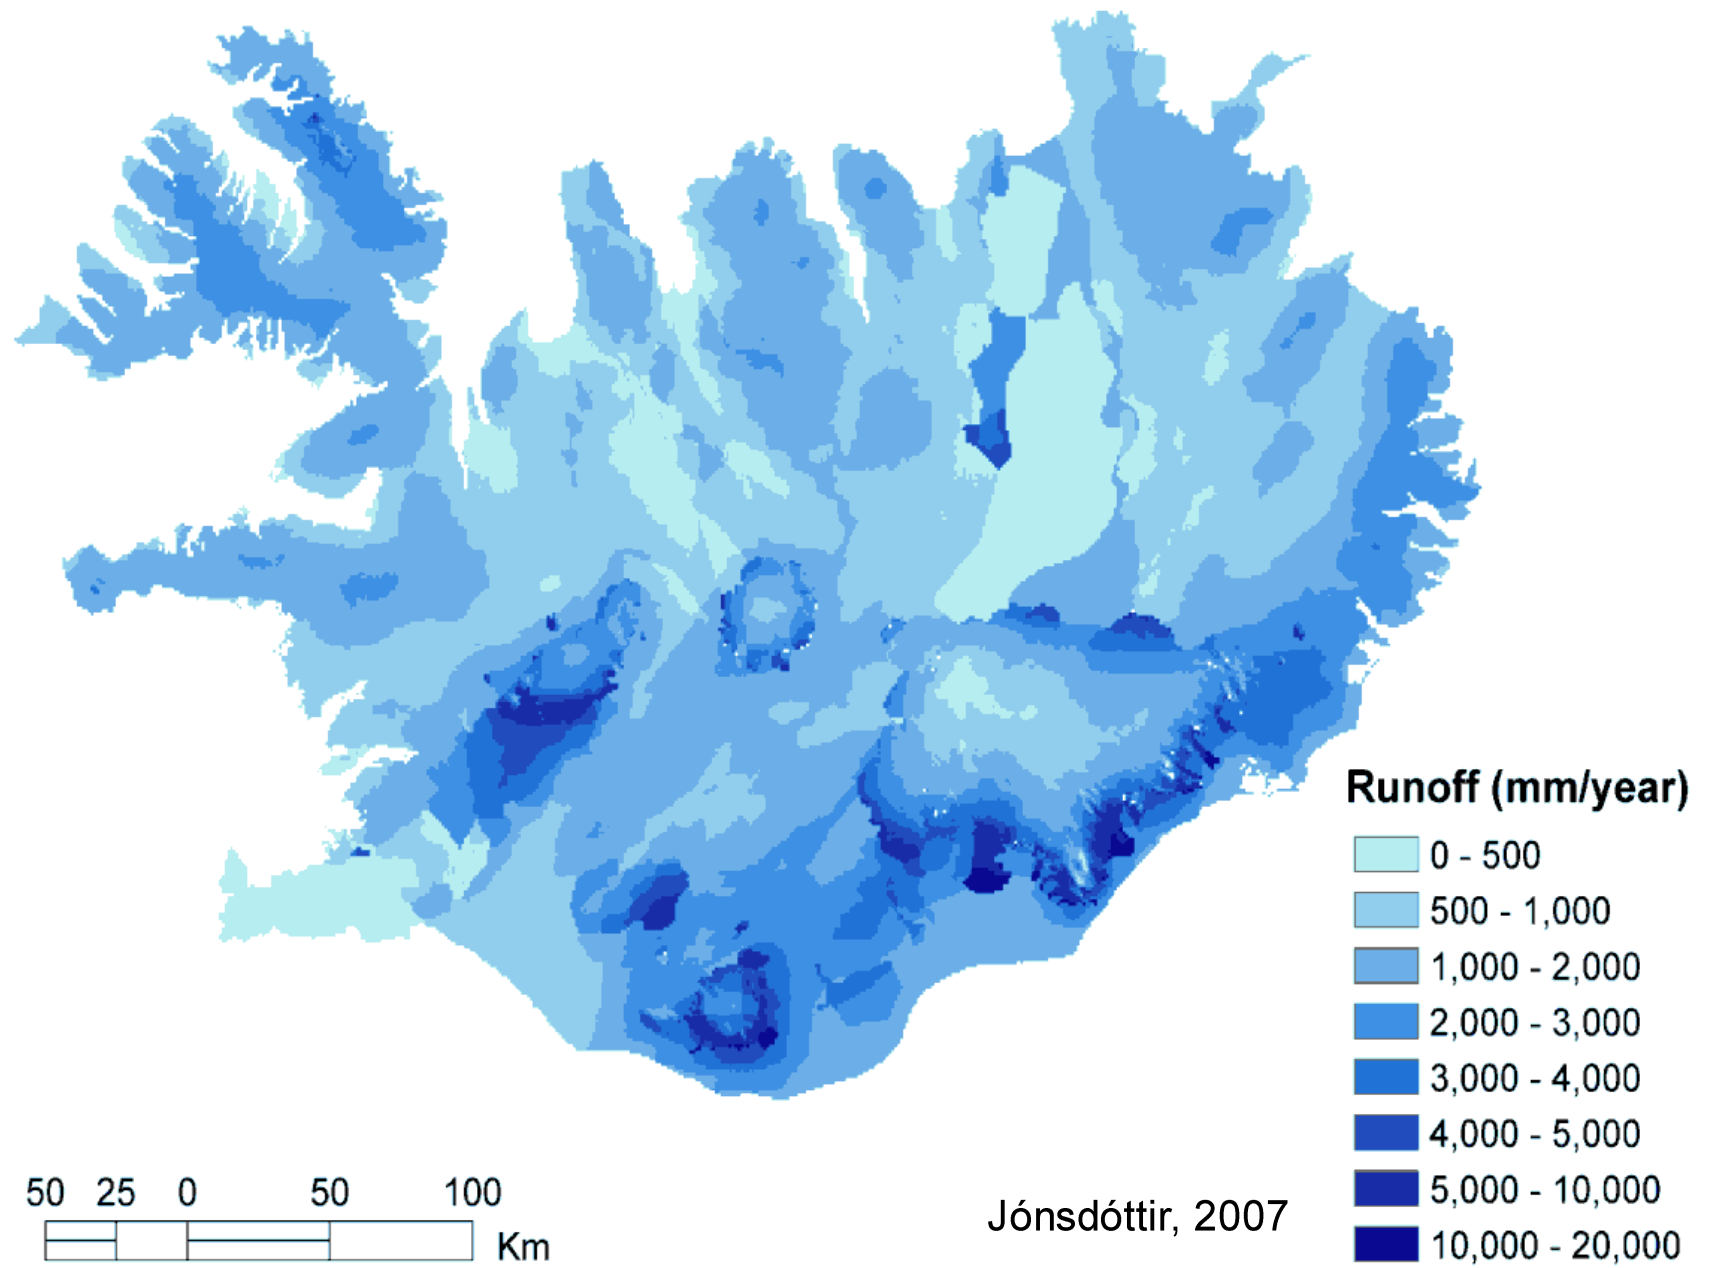 Runoff (mm/year)
0 - 500
500 - 1,000
1,000 - 2,000
2,000 - 3,000
3,000 - 4,000
4,000 - 5,000
5,000 - 10,000
10,000 - 20,000
50 25 0 50 100
Km
Jónsdóttir, 2007